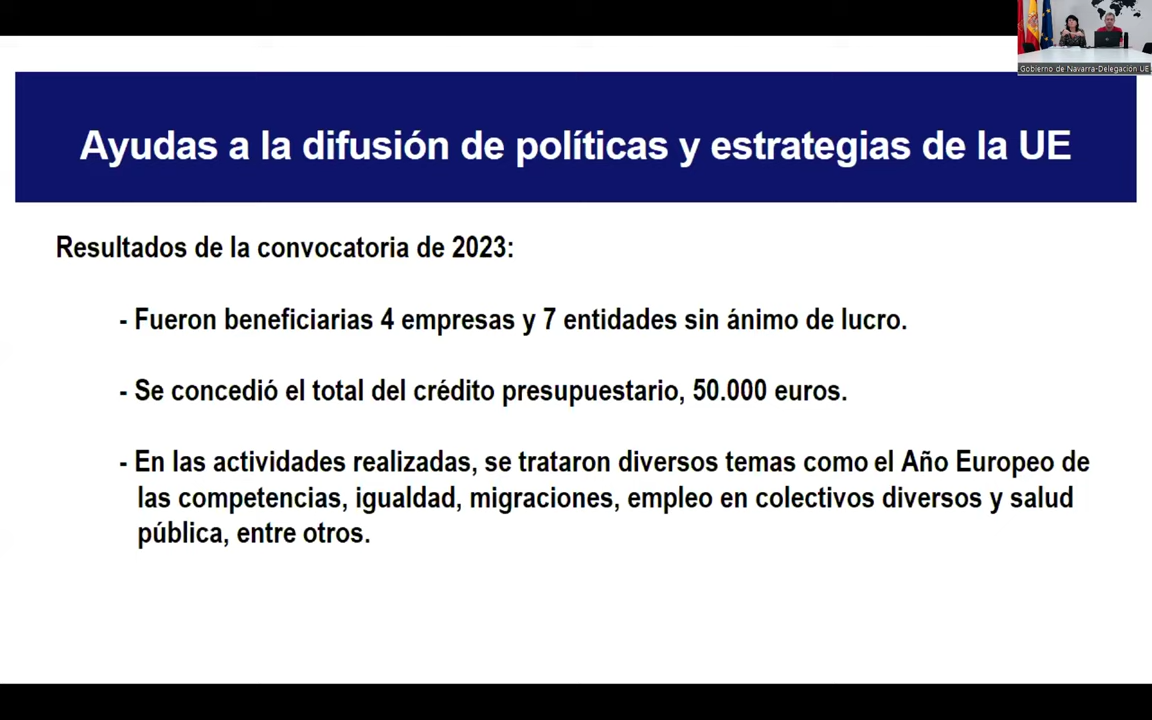 Gobierno de Navarra-Delegación UE
Ayudas a la difusión de políticas y estrategias de la UE
Resultados de la convocatoria de 2023:
- Fueron beneficiarias 4 empresas y 7 entidades sin ánimo de lucro.
- Se concedió el total del crédito presupuestario, 50.000 euros.
- En las actividades realizadas, se trataron diversos temas como el Año Europeo de
las competencias, igualdad, migraciones, empleo en colectivos diversos y salud
pública, entre otros.